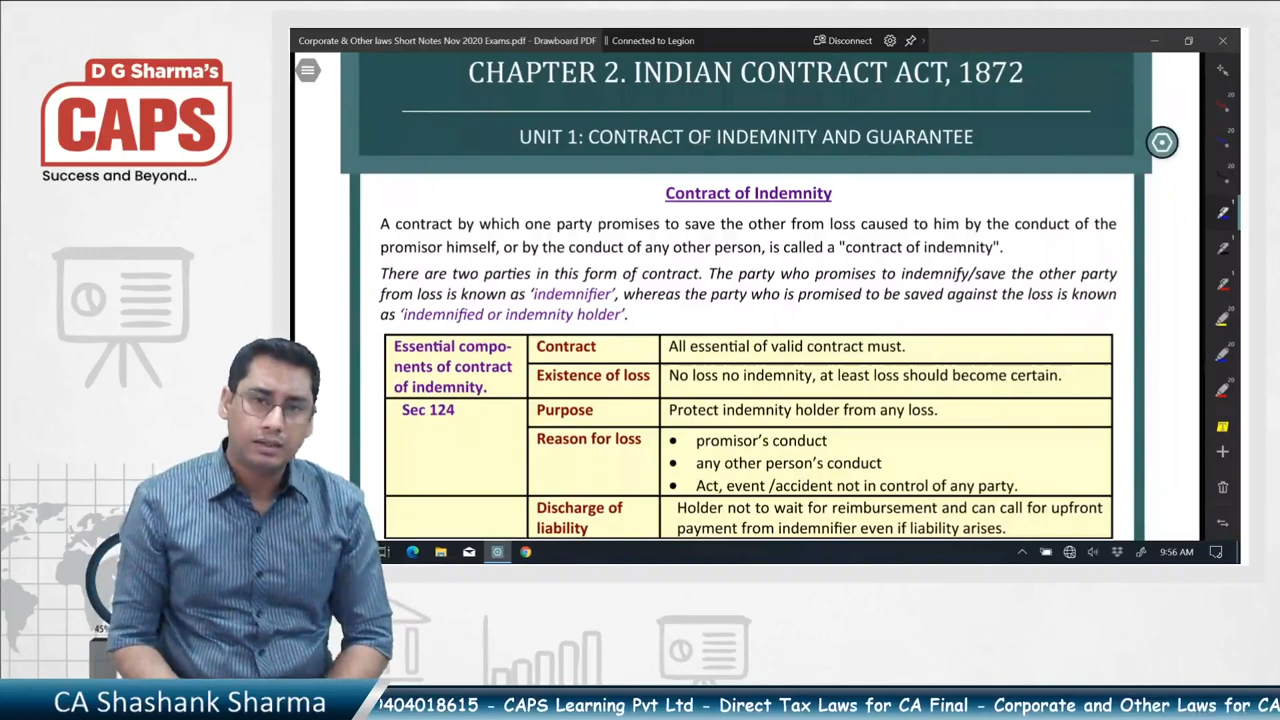 D G Sharma's
CAPS
Success and Beyond...
Corporate & Other laws Short Notes Nov 2020 Exams.pdf - Drawboard PDF
Connected to Legion
Disconnect
CHAPTER 2. INDIAN CONTRACT ACT, 1872
UNIT 1: CONTRACT OF INDEMNITY AND GUARANTEE
Contract of Indemnity
A contract by which one party promises to save the other from loss caused to him by the conduct of the
promisor himself, or by the conduct of any other person, is called a "contract of indemnity".
There are two parties in this form of contract. The party who promises to indemnify/save the other party
from loss is known as ‘indemnifier’, whereas the party who is promised to be saved against the loss is known
as ‘indemnified or indemnity holder’.
Essential compo-
nents of contract
of indemnity.
Sec 124
Contract
All essential of valid contract must.
Existence of loss
No loss no indemnity, at least loss should become certain.
Purpose
Protect indemnity holder from any loss.
Reason for loss
• promisor’s conduct
• any other person’s conduct
• Act, event /accident not in control of any party.
Discharge of
liability
Holder not to wait for reimbursement and can call for upfront
payment from indemnifier even if liability arises.
9:56 AM
45%
CA Shashank Sharma
9404018615 - CAPS Learning Pvt Ltd - Direct Tax Laws for CA Final - Corporate and Other Laws for CA